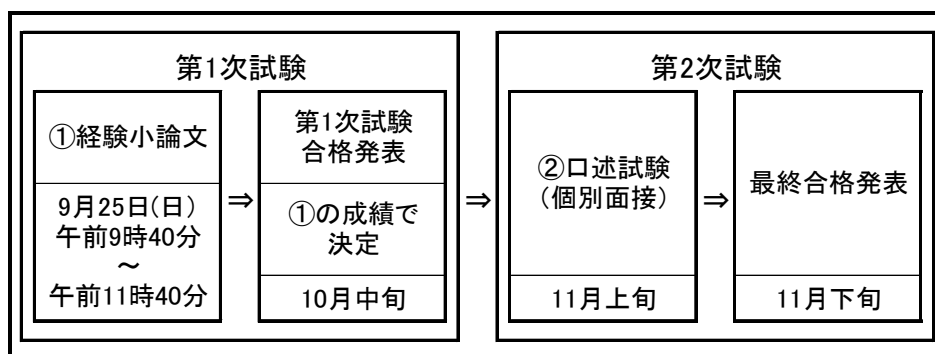 第1次試験
①経験小論文
9月25日(日)
午前9時40分
～
午前11時40分
⇒
第1次試験
合格発表
①の成績で
決定
10月中旬
⇒
第2次試験
②口述試験
(個別面接)
11月上旬
⇒
最終合格発表
11月下旬